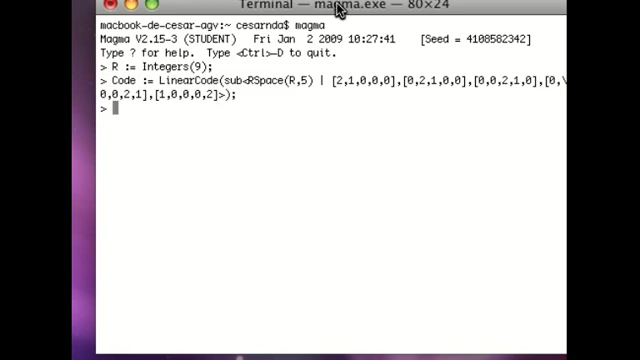 Terminal — magma.exe — 80×24
macbook-de-cesar-agv:~ cesarnda$ magma
Magma V2.15-3 (STUDENT)   Fri Jan  2 2009 10:27:41    [Seed = 4108582342]
Type ? for help.  Type <Ctrl>-D to quit.
> R := Integers(9);
> Code := LinearCode(sub<RSpace(R,5) | [2,1,0,0,0],[0,2,1,0,0],[0,0,2,1,0],[0,\
0,0,2,1],[1,0,0,0,2]>);
>